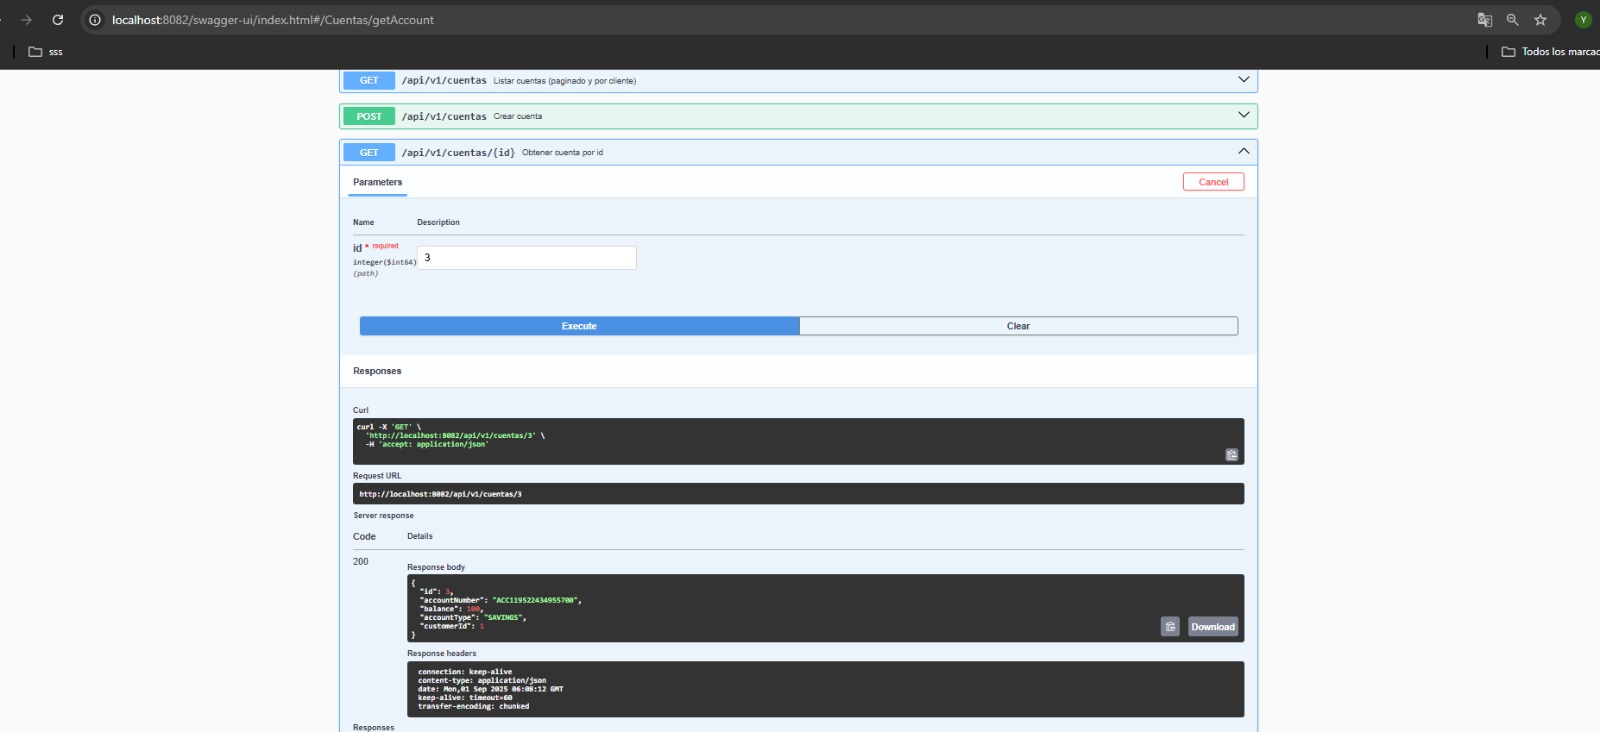 localhost:8082/swagger-ui/index.html#/Cuentas/getAccount
Y
sss
Todos los marcad
GET /api/v1/cuentas Listar cuentas (paginado y por cliente)
POST /api/v1/cuentas Crear cuenta
GET /api/v1/cuentas/{id} Obtener cuenta por id
Parameters
Cancel
Name Description
id * required
integer($int64)
(path)
3
Execute
Clear
Responses
Curl
curl -X 'GET' \
'http://localhost:8082/api/v1/cuentas/3' \
-H 'accept: application/json'
Request URL
http://localhost:8082/api/v1/cuentas/3
Server response
Code Details
200
Response body
{
"id": 3,
"accountNumber": "ACC119522434955700",
"balance": 100,
"accountType": "SAVINGS",
"customerId": 1
}
Download
Response headers
connection: keep-alive
content-type: application/json
date: Mon,01 Sep 2025 06:08:12 GMT
keep-alive: timeout=60
transfer-encoding: chunked
Responses